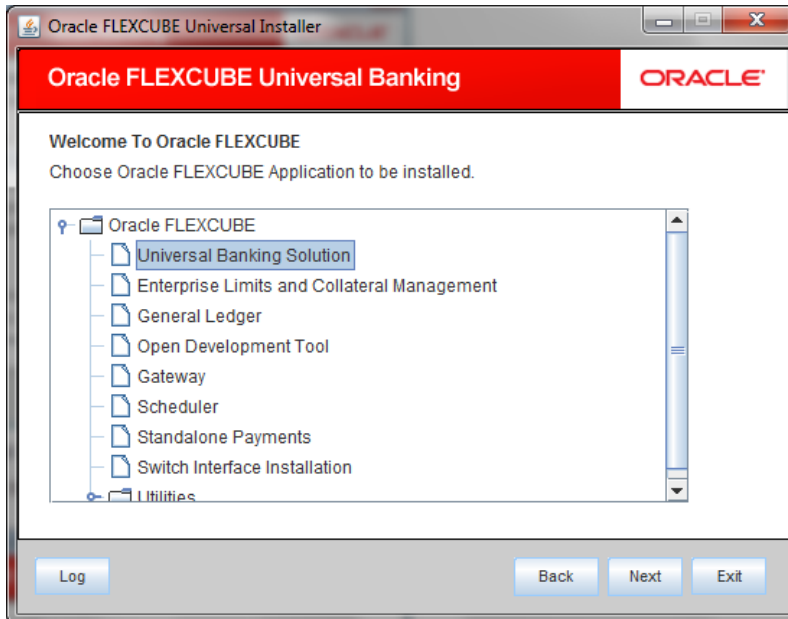 Oracle FLEXCUBE Universal Installer
Oracle FLEXCUBE Universal Banking
ORACLE
Welcome To Oracle FLEXCUBE
Choose Oracle FLEXCUBE Application to be installed.
Oracle FLEXCUBE
Universal Banking Solution
Enterprise Limits and Collateral Management
General Ledger
Open Development Tool
Gateway
Scheduler
Standalone Payments
Switch Interface Installation
Utilities
Log Back Next Exit